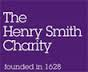 The
Henry Smith
Charity
founded in 1628